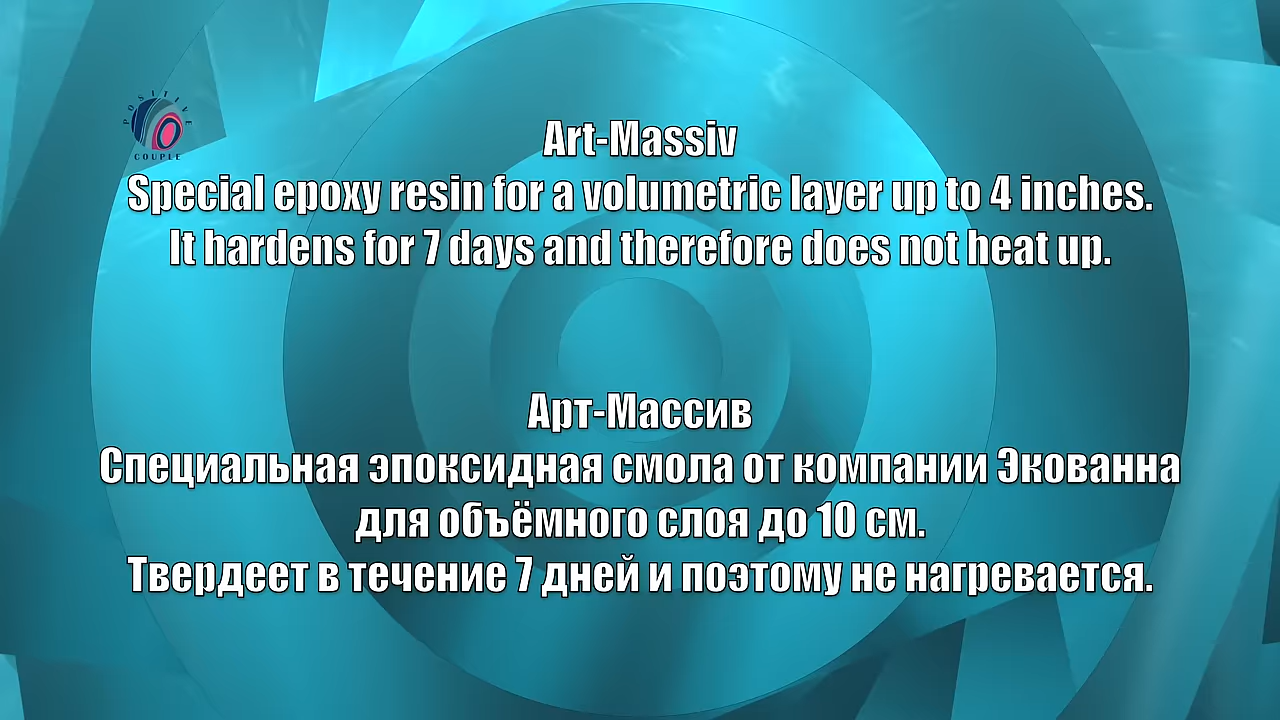 POSITIVE
COUPLE
Art-Massiv
Special epoxy resin for a volumetric layer up to 4 inches.
It hardens for 7 days and therefore does not heat up.
Арт-Массив
Специальная эпоксидная смола от компании Экованна
для объёмного слоя до 10 см.
Твердеет в течение 7 дней и поэтому не нагревается.